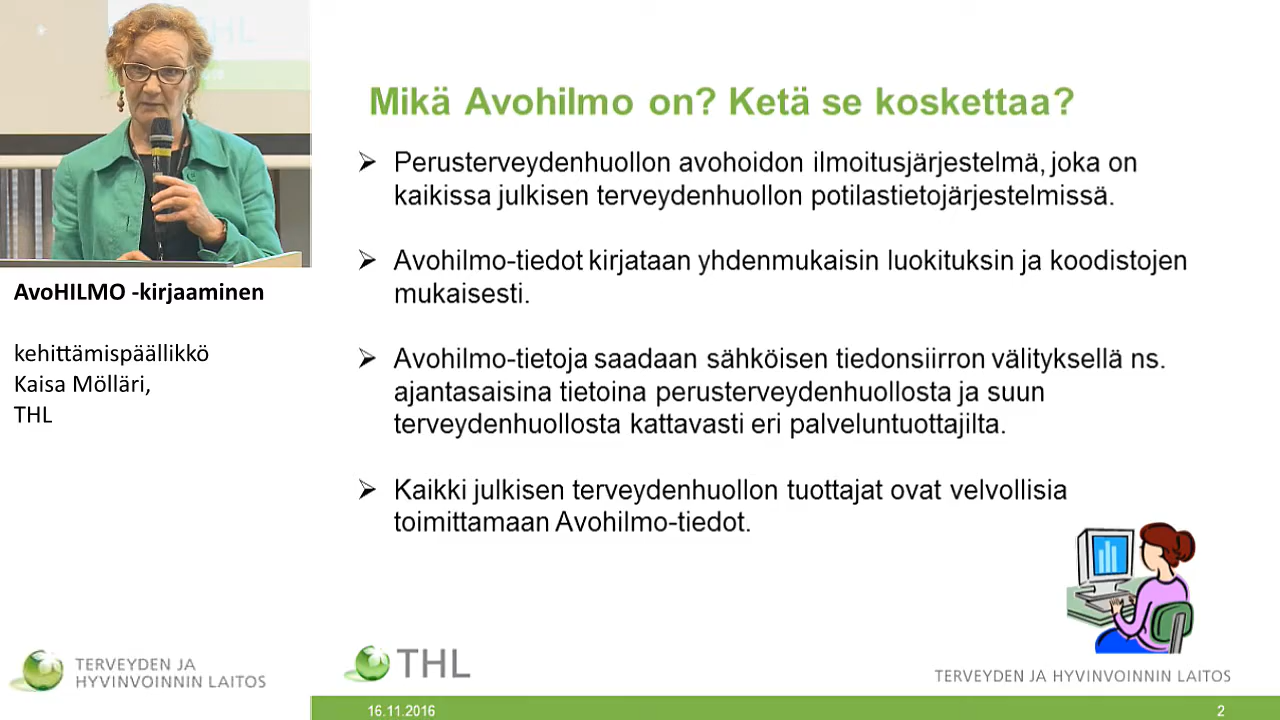 THL
AvoHILMO -kirjaaminen
kehittämispäällikkö
Kaisa Mölläri,
THL
TERVEYDEN JA
HYVINVOINNIN LAITOS
Mikä Avohilmo on? Ketä se koskettaa?
➢ Perusterveydenhuollon avohoidon ilmoitusjärjestelmä, joka on
kaikissa julkisen terveydenhuollon potilastietojärjestelmissä.
➢ Avohilmo-tiedot kirjataan yhdenmukaisin luokituksin ja koodistojen
mukaisesti.
➢ Avohilmo-tietoja saadaan sähköisen tiedonsiirron välityksellä ns.
ajantasaisina tietoina perusterveydenhuollosta ja suun
terveydenhuollosta kattavasti eri palveluntuottajilta.
➢ Kaikki julkisen terveydenhuollon tuottajat ovat velvollisia
toimittamaan Avohilmo-tiedot.
THL
TERVEYDEN JA HYVINVOINNIN LAITOS
16.11.2016
2